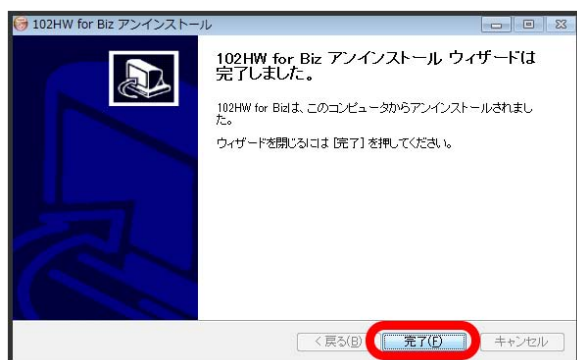 102HW for Biz アンインストール
102HW for Biz アンインストール ウィザードは
完了しました。
102HW for Bizは、このコンピュータからアンインストールされまし
た。
ウィザードを閉じるには [完了] を押してください。
< 戻る(B)
完了(F)
キャンセル